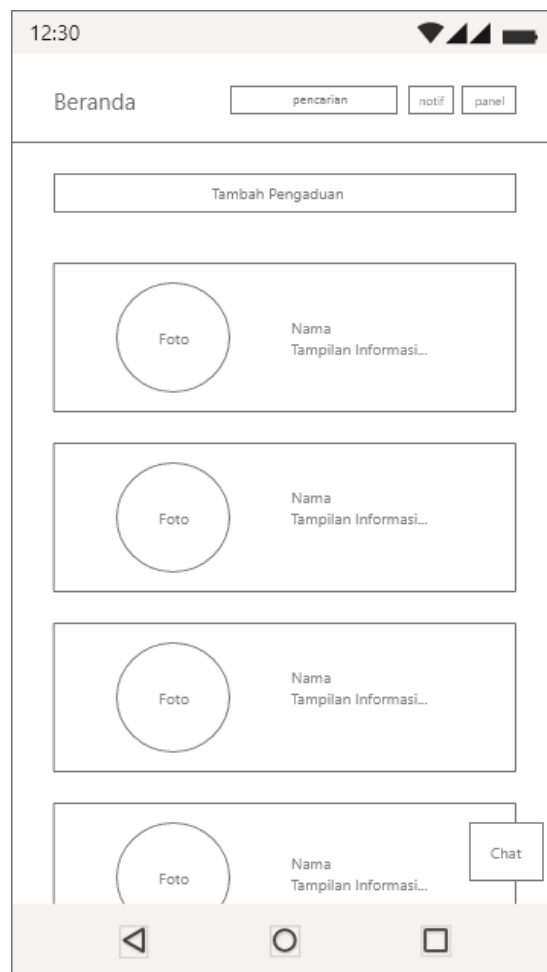 12:30
Beranda
pencarian
notif
panel
Tambah Pengaduan
Foto
Nama
Tampilan Informasi...
Foto
Nama
Tampilan Informasi...
Foto
Nama
Tampilan Informasi...
Foto
Nama
Tampilan Informasi...
Chat